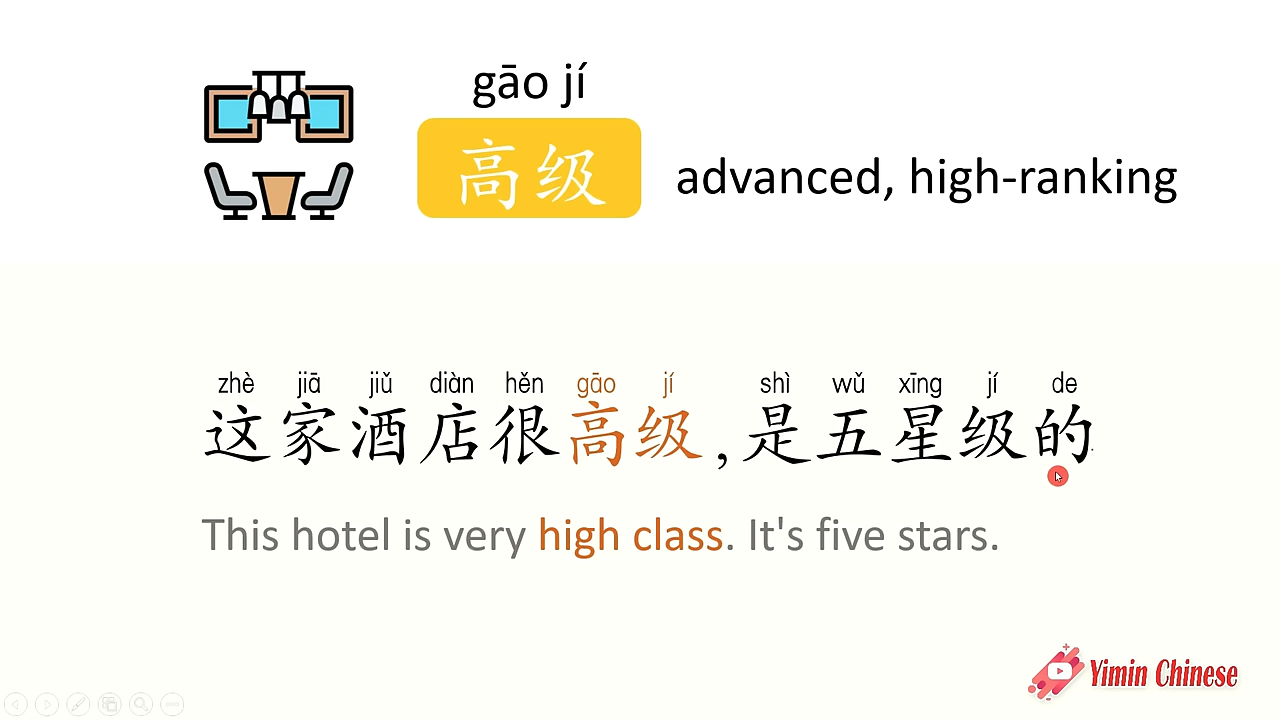 gāo jí
高级
advanced, high-ranking
zhè jiā jiǔ diàn hěn gāo jí shì wǔ xīng jí de
这家酒店很高级,是五星级的.
This hotel is very high class. It's five stars.
Yimin Chinese